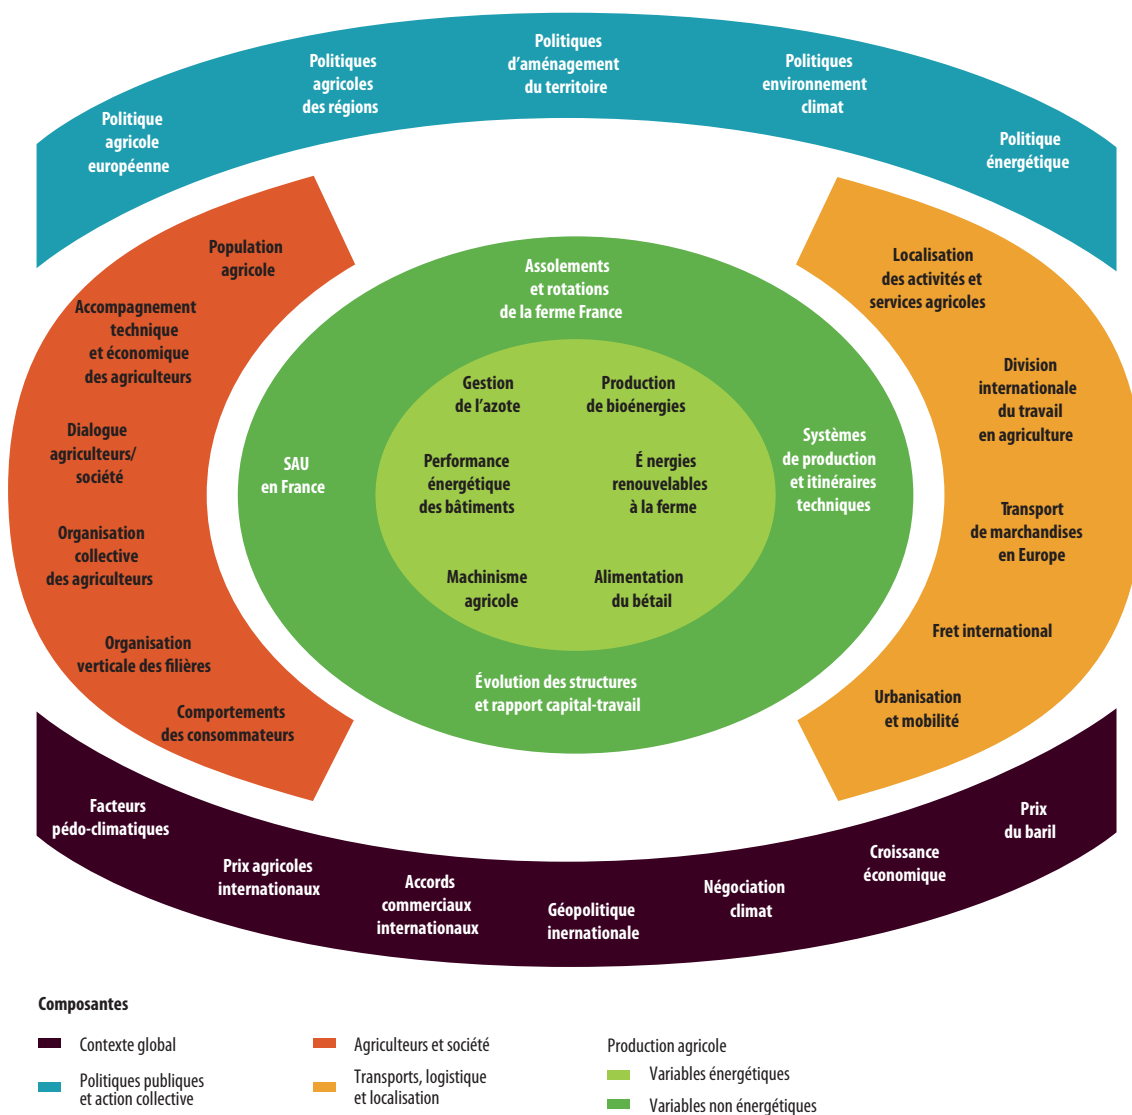 Politique
agricole
européenne
Politiques
agricoles
des régions
Politiques
d'aménagement
du territoire
Politiques
environnement
climat
Politique
énergétique
Population
agricole
Accompagnement
technique
et économique
des agriculteurs
Dialogue
agriculteurs/
société
Organisation
collective
des agriculteurs
Organisation
verticale des filières
Comportements
des consommateurs
Assolements
et rotations
de la ferme France
SAU
en France
Systèmes
de production
et itinéraires
techniques
Évolution des structures
et rapport capital-travail
Gestion
de l'azote
Production
de bioénergies
Performance
énergétique
des bâtiments
É nergies
renouvelables
à la ferme
Machinisme
agricole
Alimentation
du bétail
Localisation
des activités et
services agricoles
Division
internationale
du travail
en agriculture
Transport
de marchandises
en Europe
Fret international
Urbanisation
et mobilité
Facteurs
pédo-climatiques
Prix agricoles
internationaux
Accords
commerciaux
internationaux
Géopolitique
inernationale
Négociation
climat
Croissance
économique
Prix
du baril
Composantes
Contexte global
Politiques publiques
et action collective
Agriculteurs et société
Transports, logistique
et localisation
Production agricole
Variables énergétiques
Variables non énergétiques